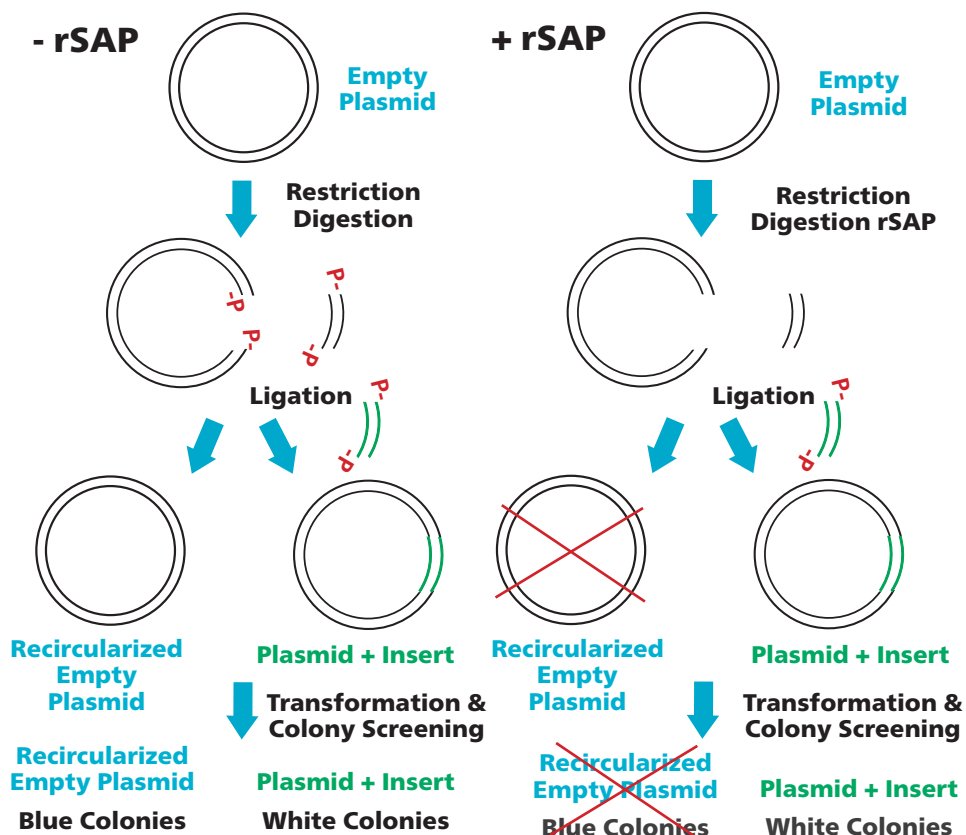 - rSAP
Empty
Plasmid
Restriction
Digestion
-P
P-
P-
-P
Ligation
P-
-P
Recircularized
Empty
Plasmid
Plasmid + Insert
Transformation &
Colony Screening
Recircularized
Empty Plasmid
Plasmid + Insert
Blue Colonies
White Colonies
+ rSAP
Empty
Plasmid
Restriction
Digestion rSAP
Ligation
P-
-P
Recircularized
Empty
Plasmid
Plasmid + Insert
Transformation &
Colony Screening
Recircularized
Empty Plasmid
Plasmid + Insert
Blue Colonies
White Colonies